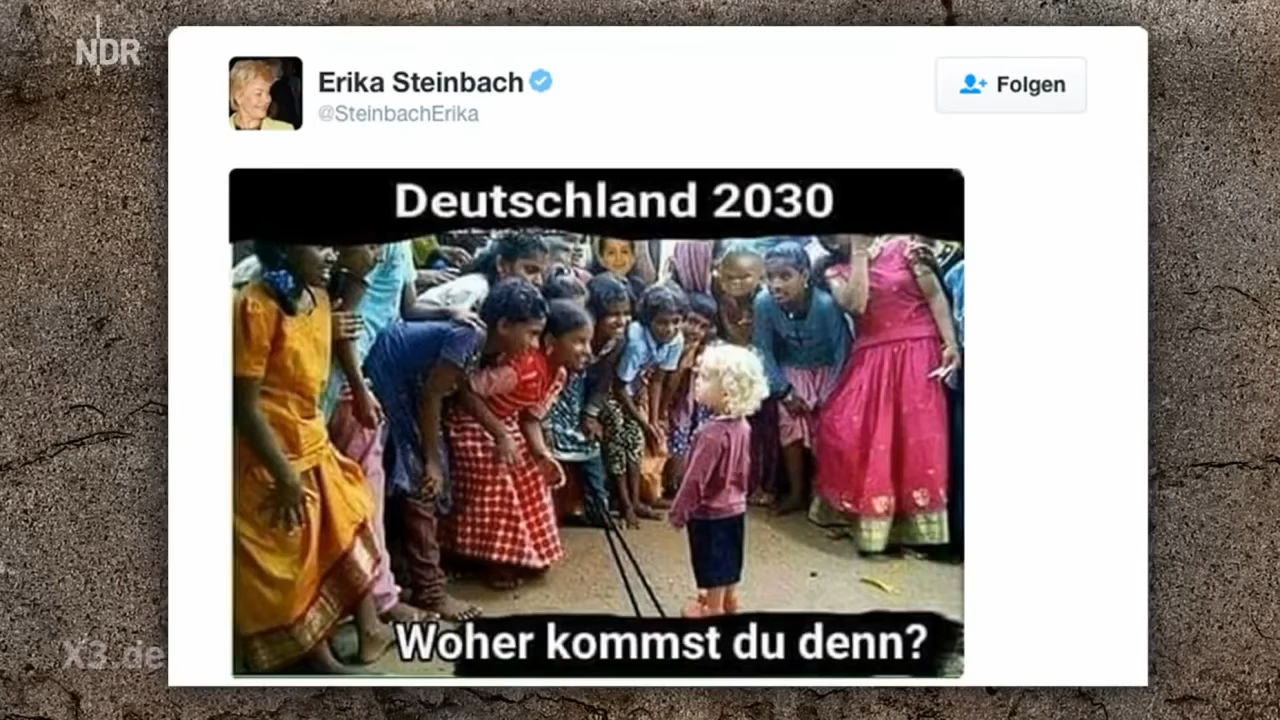 NDR
Erika Steinbach
@SteinbachErika
Folgen
Deutschland 2030
Woher kommst du denn?
X3.de